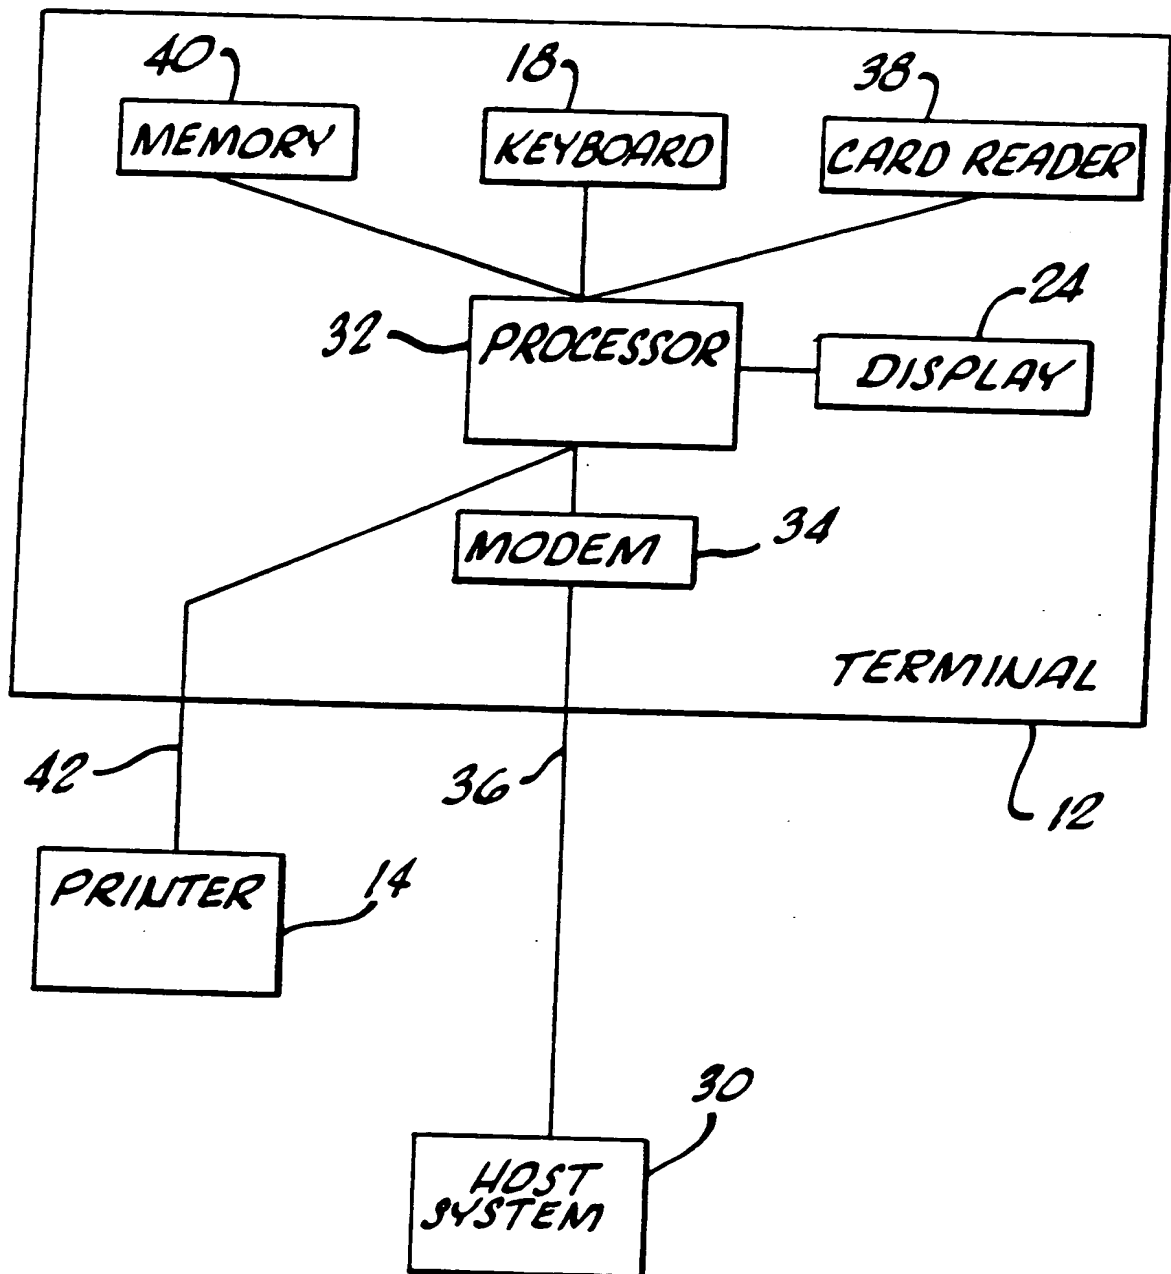 40
18
38
MEMORY
KEYBOARD
CARD READER
24
32
PROCESSOR
DISPLAY
34
MODEM
TERMINAL
42
36
12
PRINTER
14
30
HOST
SYSTEM